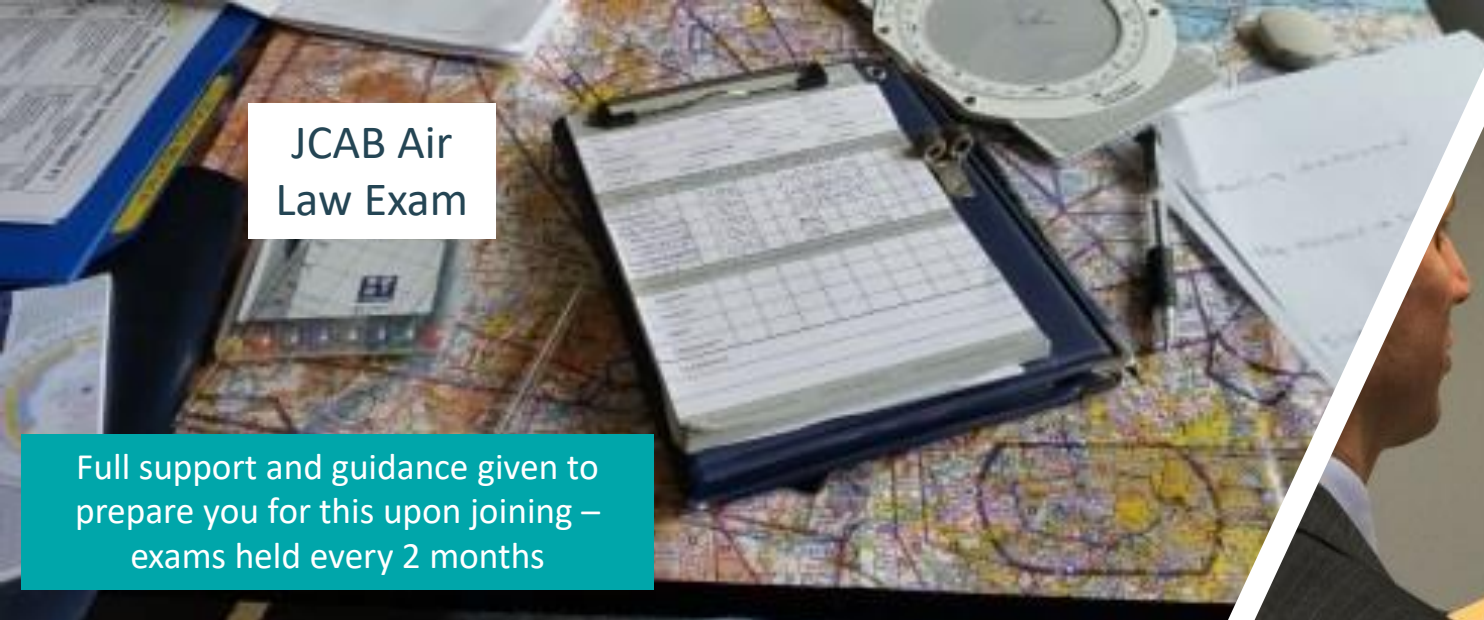 JCAB Air
Law Exam
Full support and guidance given to
prepare you for this upon joining –
exams held every 2 months